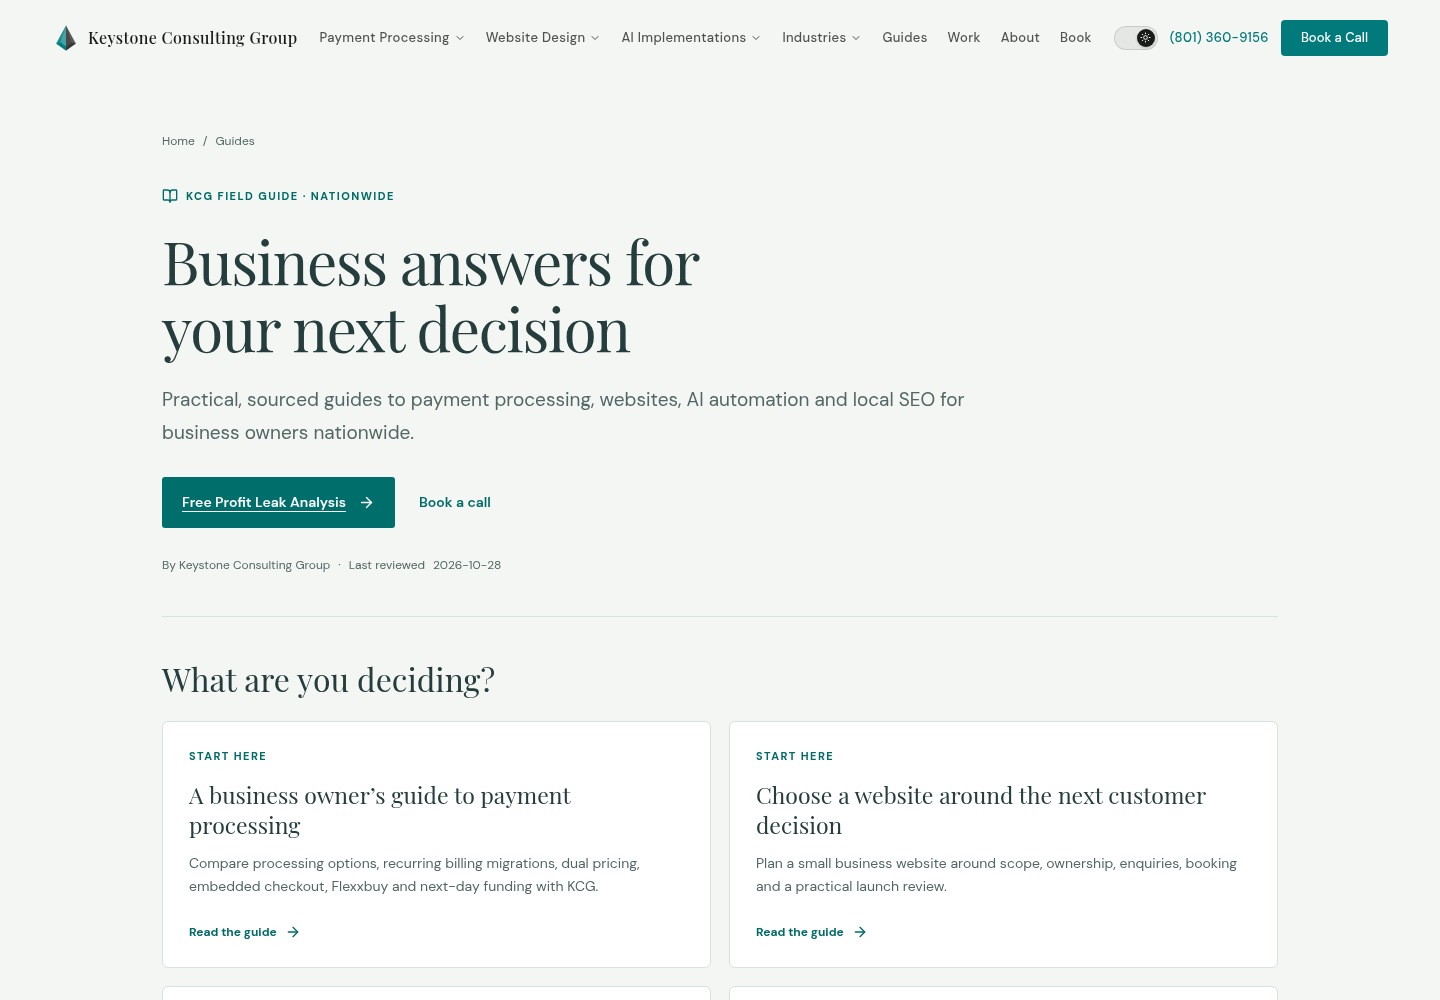 Keystone Consulting Group
Payment Processing
Website Design
AI Implementations
Industries
Guides
Work
About
Book
(801) 360-9156
Book a Call
Home / Guides
KCG FIELD GUIDE · NATIONWIDE
Business answers for
your next decision
Practical, sourced guides to payment processing, websites, AI automation and local SEO for
business owners nationwide.
Free Profit Leak Analysis
Book a call
By Keystone Consulting Group · Last reviewed 2026-10-28
What are you deciding?
START HERE
A business owner’s guide to payment
processing
Compare processing options, recurring billing migrations, dual pricing,
embedded checkout, Flexxbuy and next-day funding with KCG.
Read the guide
START HERE
Choose a website around the next customer
decision
Plan a small business website around scope, ownership, enquiries, booking
and a practical launch review.
Read the guide